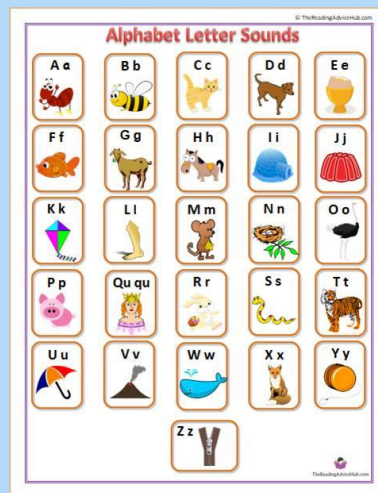 © TheReadingAdviceHub.com
Alphabet Letter Sounds
A a
B b
C c
D d
E e
F f
G g
H h
I i
J j
K k
L l
M m
N n
O o
P p
Qu qu
R r
S s
T t
U u
V v
W w
X x
Y y
Z z
TheReadingAdviceHub.com